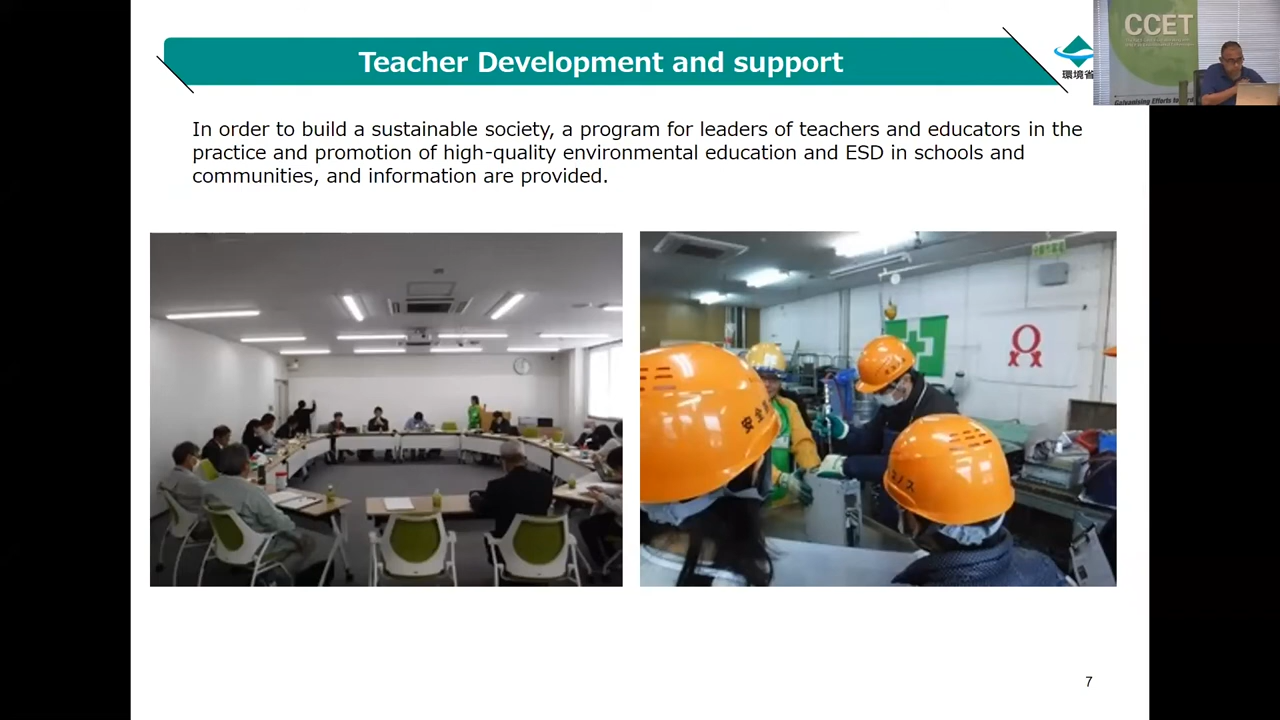 Teacher Development and support
環境省
CCET
In order to build a sustainable society, a program for leaders of teachers and educators in the
practice and promotion of high-quality environmental education and ESD in schools and
communities, and information are provided.
安全
ノス
7